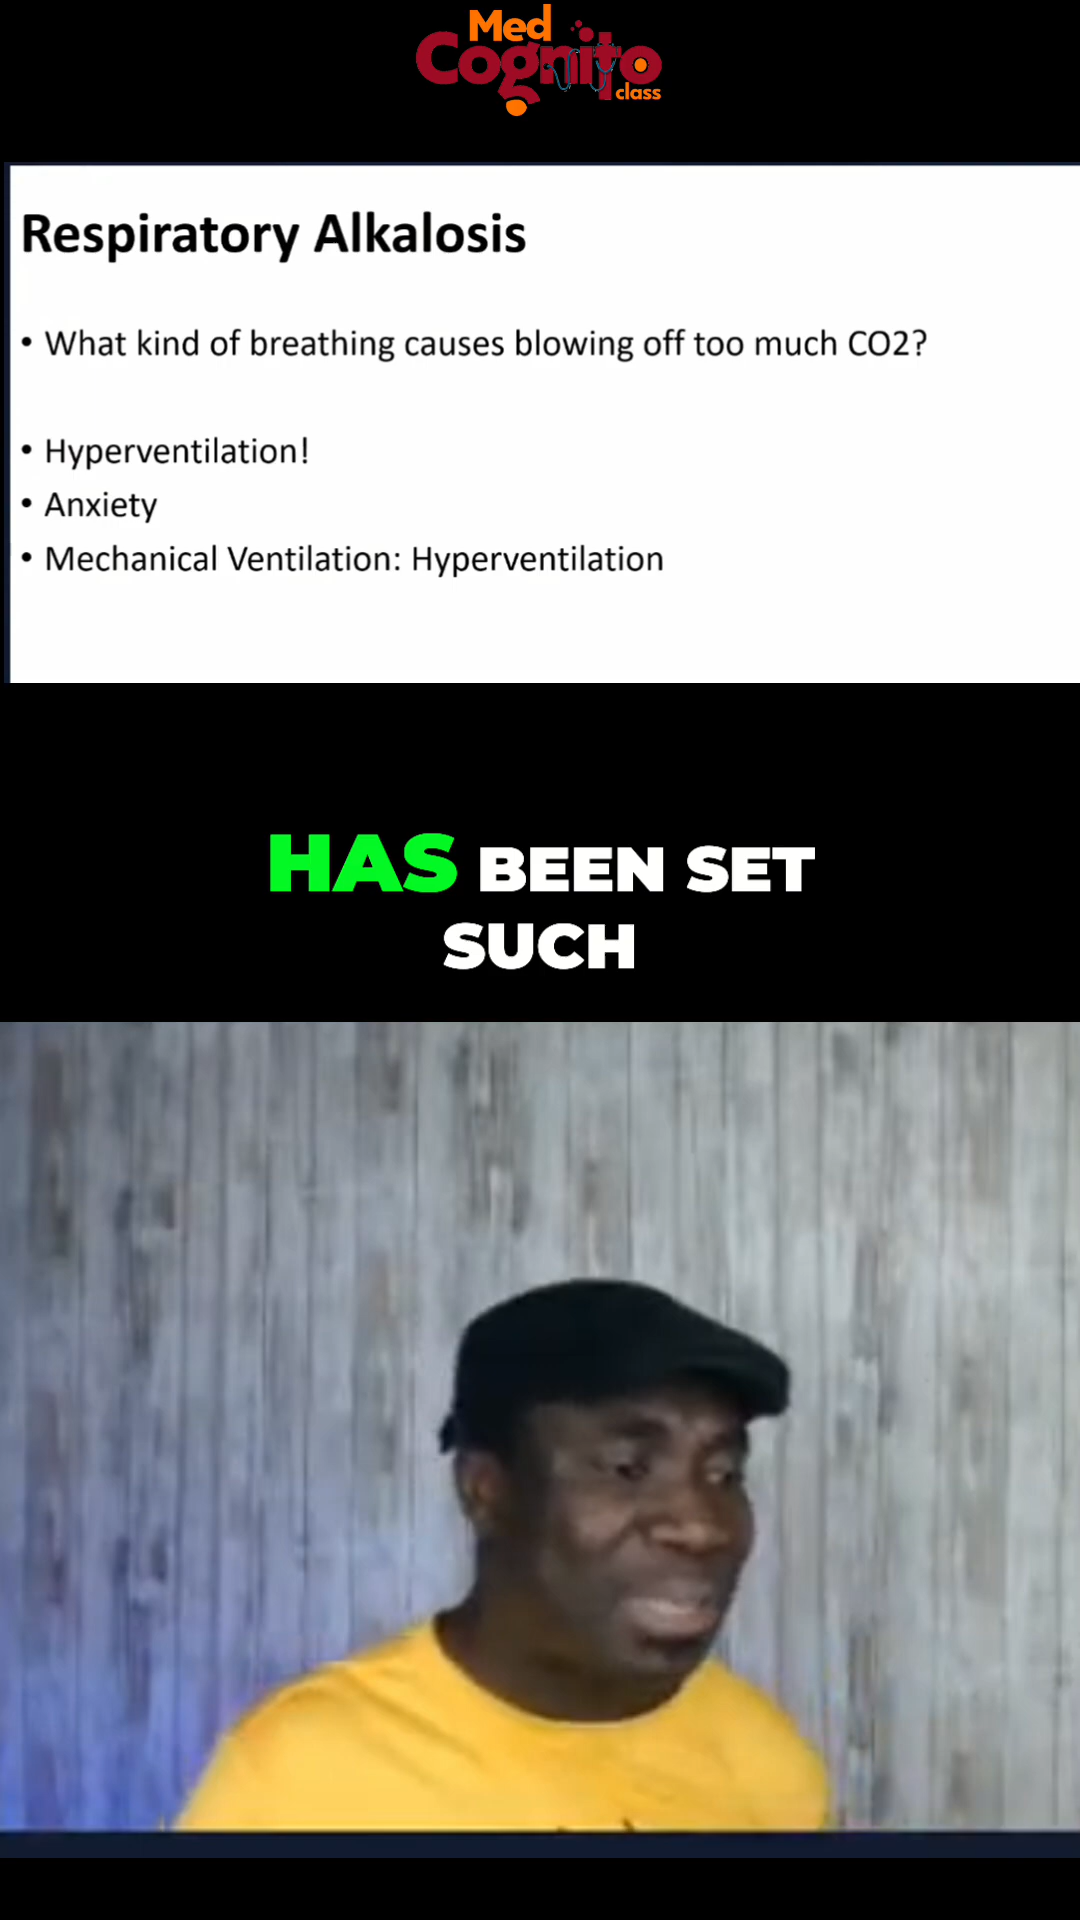 Med
Cognito
class
Respiratory Alkalosis
• What kind of breathing causes blowing off too much CO2?
• Hyperventilation!
• Anxiety
• Mechanical Ventilation: Hyperventilation
HAS BEEN SET
SUCH